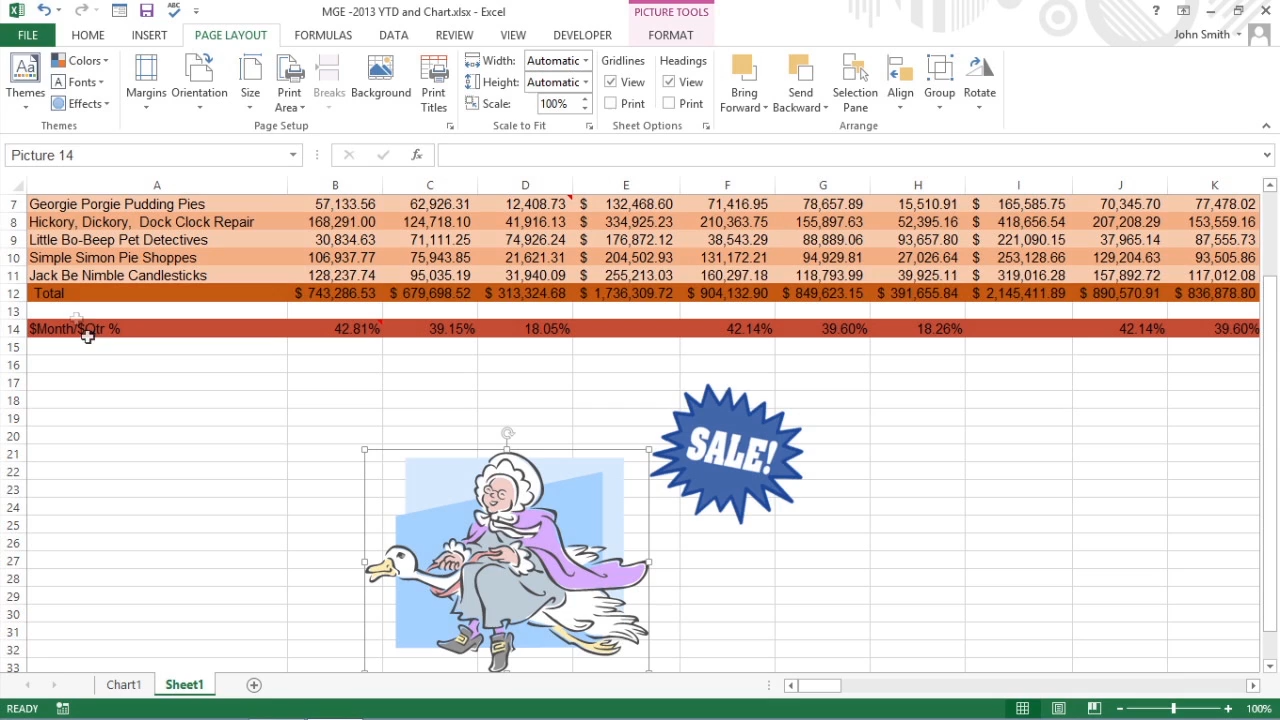 MGE -2013 YTD and Chart.xlsx - Excel
PICTURE TOOLS
FILE HOME INSERT PAGE LAYOUT FORMULAS DATA REVIEW VIEW DEVELOPER FORMAT John Smith
Themes Colors Fonts Effects Margins Orientation Size Print Area Breaks Background Print Titles
Width: Automatic Height: Automatic Scale: 100%
Gridlines View Print Headings View Print
Bring Forward Send Backward Selection Pane Align Group Rotate
Themes Page Setup Scale to Fit Sheet Options Arrange
Picture 14 fx
A B C D E F G H I J K
7 Georgie Porgie Pudding Pies 57,133.56 62,926.31 12,408.73 $ 132,468.60 71,416.95 78,657.89 15,510.91 $ 165,585.75 70,345.70 77,478.02
8 Hickory, Dickory, Dock Clock Repair 168,291.00 124,718.10 41,916.13 $ 334,925.23 210,363.75 155,897.63 52,395.16 $ 418,656.54 207,208.29 153,559.16
9 Little Bo-Beep Pet Detectives 30,834.63 71,111.25 74,926.24 $ 176,872.12 38,543.29 88,889.06 93,657.80 $ 221,090.15 37,965.14 87,555.73
10 Simple Simon Pie Shoppes 106,937.77 75,943.85 21,621.31 $ 204,502.93 131,172.21 94,929.81 27,026.64 $ 253,128.66 129,204.63 93,505.86
11 Jack Be Nimble Candlesticks 128,237.74 95,035.19 31,940.09 $ 255,213.03 160,297.18 118,793.99 39,925.11 $ 319,016.28 157,892.72 117,012.08
12 Total $ 743,286.53 $ 679,698.52 $ 313,324.68 $ 1,736,309.72 $ 904,132.90 $ 849,623.15 $ 391,655.84 $ 2,145,411.89 $ 890,570.91 $ 836,878.80
13
14 $Month/$Qtr % 42.81% 39.15% 18.05% 42.14% 39.60% 18.26% 42.14% 39.60%
15
16
17
18
19
20
21
SALE!
22
23
24
25
26
27
28
29
30
31
32
33
Chart1 Sheet1
READY 100%